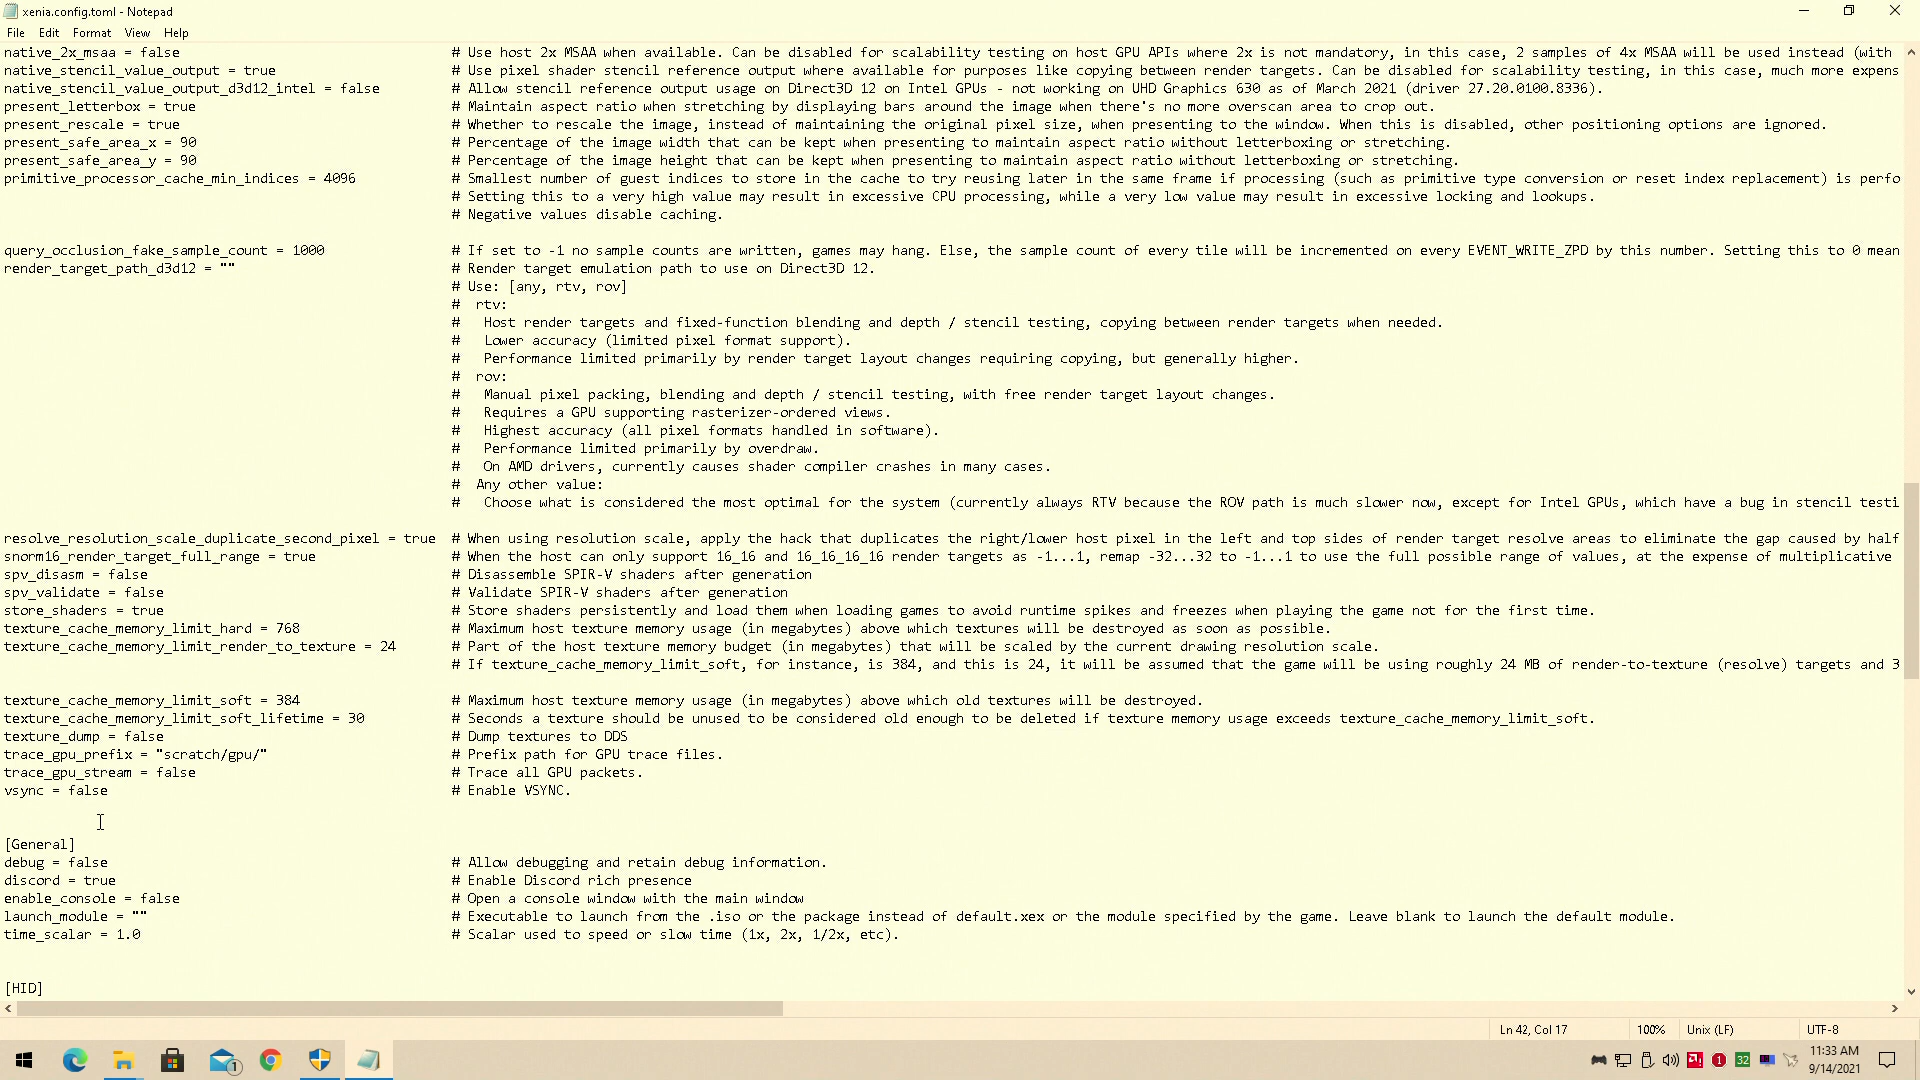 xenia.config.toml - Notepad
File Edit Format View Help
native_2x_msaa = false # Use host 2x MSAA when available. Can be disabled for scalability testing on host GPU APIs where 2x is not mandatory, in this case, 2 samples of 4x MSAA will be used instead (with
native_stencil_value_output = true # Use pixel shader stencil reference output where available for purposes like copying between render targets. Can be disabled for scalability testing, in this case, much more expens
native_stencil_value_output_d3d12_intel = false # Allow stencil reference output usage on Direct3D 12 on Intel GPUs - not working on UHD Graphics 630 as of March 2021 (driver 27.20.0100.8336).
present_letterbox = true # Maintain aspect ratio when stretching by displaying bars around the image when there's no more overscan area to crop out.
present_rescale = true # Whether to rescale the image, instead of maintaining the original pixel size, when presenting to the window. When this is disabled, other positioning options are ignored.
present_safe_area_x = 90 # Percentage of the image width that can be kept when presenting to maintain aspect ratio without letterboxing or stretching.
present_safe_area_y = 90 # Percentage of the image height that can be kept when presenting to maintain aspect ratio without letterboxing or stretching.
primitive_processor_cache_min_indices = 4096 # Smallest number of guest indices to store in the cache to try reusing later in the same frame if processing (such as primitive type conversion or reset index replacement) is perfo
# Setting this to a very high value may result in excessive CPU processing, while a very low value may result in excessive locking and lookups.
# Negative values disable caching.
query_occlusion_fake_sample_count = 1000 # If set to -1 no sample counts are written, games may hang. Else, the sample count of every tile will be incremented on every EVENT_WRITE_ZPD by this number. Setting this to 0 mean
render_target_path_d3d12 = "" # Render target emulation path to use on Direct3D 12.
# Use: [any, rtv, rov]
# rtv:
# Host render targets and fixed-function blending and depth / stencil testing, copying between render targets when needed.
# Lower accuracy (limited pixel format support).
# Performance limited primarily by render target layout changes requiring copying, but generally higher.
# rov:
# Manual pixel packing, blending and depth / stencil testing, with free render target layout changes.
# Requires a GPU supporting rasterizer-ordered views.
# Highest accuracy (all pixel formats handled in software).
# Performance limited primarily by overdraw.
# On AMD drivers, currently causes shader compiler crashes in many cases.
# Any other value:
# Choose what is considered the most optimal for the system (currently always RTV because the ROV path is much slower now, except for Intel GPUs, which have a bug in stencil testi
resolve_resolution_scale_duplicate_second_pixel = true # When using resolution scale, apply the hack that duplicates the right/lower host pixel in the left and top sides of render target resolve areas to eliminate the gap caused by half
snorm16_render_target_full_range = true # When the host can only support 16_16 and 16_16_16_16 render targets as -1...1, remap -32...32 to -1...1 to use the full possible range of values, at the expense of multiplicative
spv_disasm = false # Disassemble SPIR-V shaders after generation
spv_validate = false # Validate SPIR-V shaders after generation
store_shaders = true # Store shaders persistently and load them when loading games to avoid runtime spikes and freezes when playing the game not for the first time.
texture_cache_memory_limit_hard = 768 # Maximum host texture memory usage (in megabytes) above which textures will be destroyed as soon as possible.
texture_cache_memory_limit_render_to_texture = 24 # Part of the host texture memory budget (in megabytes) that will be scaled by the current drawing resolution scale.
# If texture_cache_memory_limit_soft, for instance, is 384, and this is 24, it will be assumed that the game will be using roughly 24 MB of render-to-texture (resolve) targets and 3
texture_cache_memory_limit_soft = 384 # Maximum host texture memory usage (in megabytes) above which old textures will be destroyed.
texture_cache_memory_limit_soft_lifetime = 30 # Seconds a texture should be unused to be considered old enough to be deleted if texture memory usage exceeds texture_cache_memory_limit_soft.
texture_dump = false # Dump textures to DDS
trace_gpu_prefix = "scratch/gpu/" # Prefix path for GPU trace files.
trace_gpu_stream = false # Trace all GPU packets.
vsync = false # Enable VSYNC.
[General]
debug = false # Allow debugging and retain debug information.
discord = true # Enable Discord rich presence
enable_console = false # Open a console window with the main window
launch_module = "" # Executable to launch from the .iso or the package instead of default.xex or the module specified by the game. Leave blank to launch the default module.
time_scalar = 1.0 # Scalar used to speed or slow time (1x, 2x, 1/2x, etc).
[HID]
Ln 42, Col 17 100% Unix (LF) UTF-8
1 1 32 11:33 AM
9/14/2021